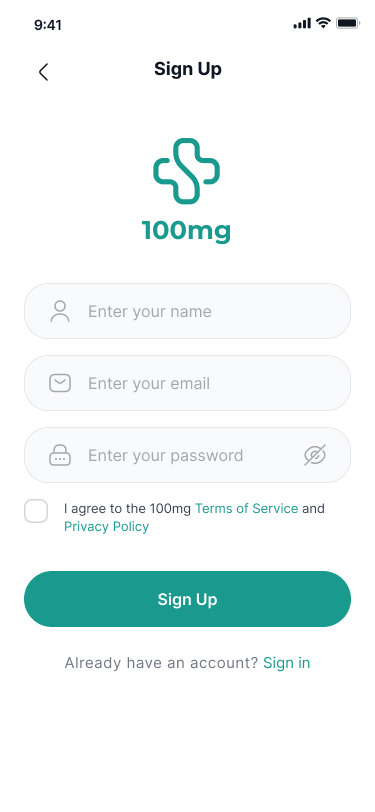 9:41
Sign Up
100mg
Enter your name
Enter your email
Enter your password
I agree to the 100mg Terms of Service and
Privacy Policy
Sign Up
Already have an account? Sign in